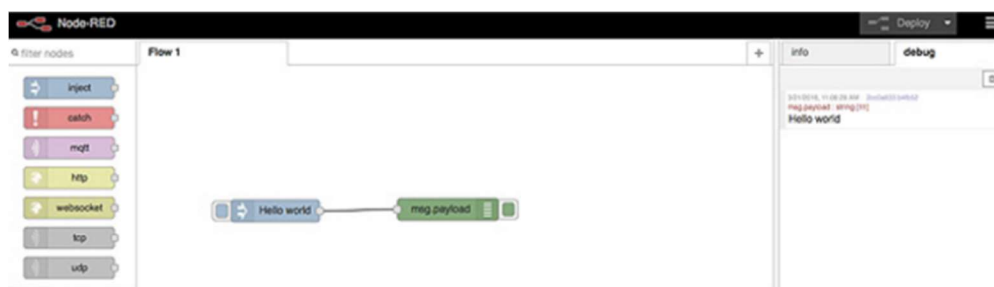 Node-RED
Deploy
filter nodes
Flow 1
+
info
debug
inject
catch
mqtt
http
websocket
tcp
udp
Hello world
msg.payload
msg.payload : string[11]
Hello world